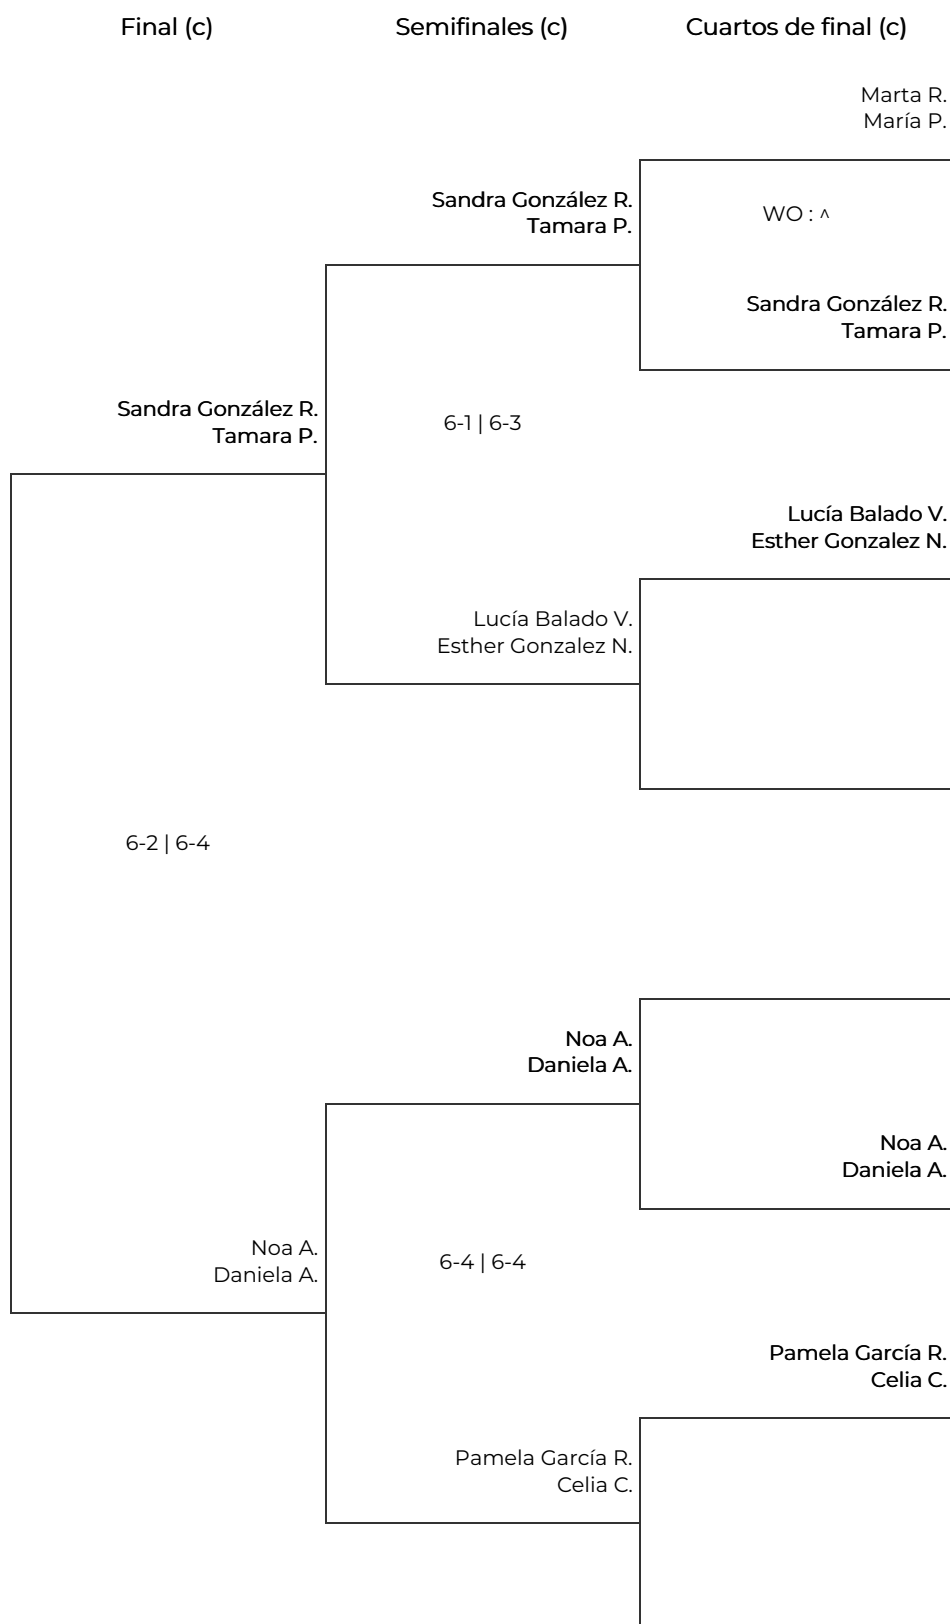 Final (c)
Semifinales (c)
Cuartos de final (c)
Marta R.
María P.
Sandra González R.
Tamara P.
WO : ^
Sandra González R.
Tamara P.
Sandra González R.
Tamara P.
6-1 | 6-3
Lucía Balado V.
Esther Gonzalez N.
Lucía Balado V.
Esther Gonzalez N.
6-2 | 6-4
Noa A.
Daniela A.
Noa A.
Daniela A.
Noa A.
Daniela A.
6-4 | 6-4
Pamela García R.
Celia C.
Pamela García R.
Celia C.